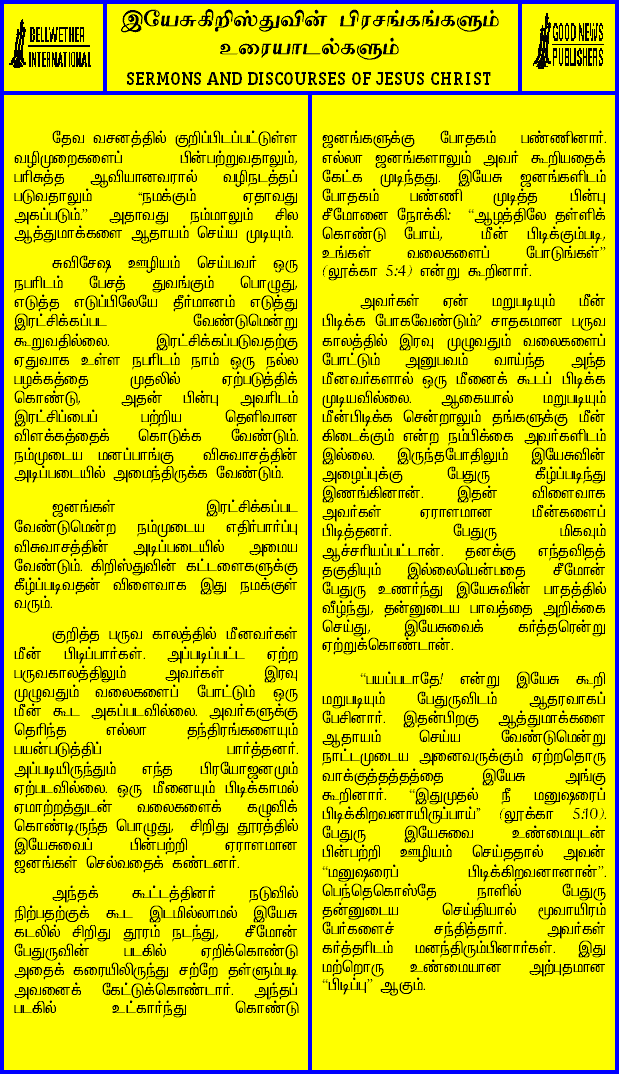 BELLWETHER
INTERNATIONAL
இயேசுகிறிஸ்துவின் பிரசங்கங்களும்
உரையாடல்களும்
SERMONS AND DISCOURSES OF JESUS CHRIST
GOOD NEWS
PUBLISHERS
தேவ வசனத்தில் குறிப்பிடப்பட்டுள்ள
வழிமுறைகளைப் பின்பற்றுவதாலும்,
பரிசுத்த ஆவியானவரால் வழிநடத்தப்
படுவதாலும் “நமக்கும் ஏதாவது
அகப்படும்.” அதாவது நம்மாலும் சில
ஆத்துமாக்களை ஆதாயம் செய்ய முடியும்.
சுவிசேஷ ஊழியம் செய்பவர் ஒரு
நபரிடம் பேசத் துவங்கும் பொழுது,
எடுத்த எடுப்பிலேயே தீர்மானம் எடுத்து
இரட்சிக்கப்பட வேண்டுமென்று
கூறுவதில்லை. இரட்சிக்கப்படுவதற்கு
ஏதுவாக உள்ள நபரிடம் நாம் ஒரு நல்ல
பழக்கத்தை முதலில் ஏற்படுத்திக்
கொண்டு, அதன் பின்பு அவரிடம்
இரட்சிப்பைப் பற்றிய தெளிவான
விளக்கத்தைக் கொடுக்க வேண்டும்.
நம்முடைய மனப்பாங்கு விசுவாசத்தின்
அடிப்படையில் அமைந்திருக்க வேண்டும்.
ஜனங்கள் இரட்சிக்கப்பட
வேண்டுமென்ற நம்முடைய எதிர்பார்ப்பு
விசுவாசத்தின் அடிப்படையில் அமைய
வேண்டும். கிறிஸ்துவின் கட்டளைகளுக்கு
கீழ்ப்படிவதன் விளைவாக இது நமக்குள்
வரும்.
குறித்த பருவ காலத்தில் மீனவர்கள்
மீன் பிடிப்பார்கள். அப்படிப்பட்ட ஏற்ற
பருவகாலத்திலும் அவர்கள் இரவு
முழுவதும் வலைகளைப் போட்டும் ஒரு
மீன் கூட அகப்படவில்லை. அவர்களுக்கு
தெரிந்த எல்லா தந்திரங்களையும்
பயன்படுத்திப் பார்த்தனர்.
அப்படியிருந்தும் எந்த பிரயோஜனமும்
ஏற்படவில்லை. ஒரு மீனையும் பிடிக்காமல்
ஏமாற்றத்துடன் வலைகளைக் கழுவிக்
கொண்டிருந்த பொழுது, சிறிது தூரத்தில்
இயேசுவைப் பின்பற்றி ஏராளமான
ஜனங்கள் செல்வதைக் கண்டனர்.
அந்தக் கூட்டத்தினர் நடுவில்
நிற்பதற்குக் கூட இடமில்லாமல் இயேசு
கடலில் சிறிது தூரம் நடந்து, சீமோன்
பேதுருவின் படகில் ஏறிக்கொண்டு
அதைக் கரையிலிருந்து சற்றே தள்ளும்படி
அவனைக் கேட்டுக்கொண்டார். அந்தப்
படகில் உட்கார்ந்து கொண்டு
ஜனங்களுக்கு போதகம் பண்ணினார்.
எல்லா ஜனங்களாலும் அவர் கூறியதைக்
கேட்க முடிந்தது. இயேசு ஜனங்களிடம்
போதகம் பண்ணி முடித்த பின்பு
சீமோனை நோக்கி: “ஆழத்திலே தள்ளிக்
கொண்டு போய், மீன் பிடிக்கும்படி,
உங்கள் வலைகளைப் போடுங்கள்”
(லூக்கா 5:4) என்று கூறினார்.
அவர்கள் ஏன் மறுபடியும் மீன்
பிடிக்க போகவேண்டும்? சாதகமான பருவ
காலத்தில் இரவு முழுவதும் வலைகளைப்
போட்டும் அனுபவம் வாய்ந்த அந்த
மீனவர்களால் ஒரு மீனைக் கூடப் பிடிக்க
முடியவில்லை. ஆகையால் மறுபடியும்
மீன்பிடிக்க சென்றாலும் தங்களுக்கு மீன்
கிடைக்கும் என்ற நம்பிக்கை அவர்களிடம்
இல்லை. இருந்தபோதிலும் இயேசுவின்
அழைப்புக்கு பேதுரு கீழ்ப்படிந்து
இணங்கினான். இதன் விளைவாக
அவர்கள் ஏராளமான மீன்களைப்
பிடித்தனர். பேதுரு மிகவும்
ஆச்சரியப்பட்டான். தனக்கு எந்தவிதத்
தகுதியும் இல்லையென்பதை சீமோன்
பேதுரு உணர்ந்து இயேசுவின் பாதத்தில்
வீழ்ந்து, தன்னுடைய பாவத்தை அறிக்கை
செய்து, இயேசுவைக் கர்த்தரென்று
ஏற்றுக்கொண்டான்.
“பயப்படாதே! என்று இயேசு கூறி
மறுபடியும் பேதுருவிடம் ஆதரவாகப்
பேசினார். இதன்பிறகு ஆத்துமாக்களை
ஆதாயம் செய்ய வேண்டுமென்று
நாட்டமுடைய அனைவருக்கும் ஏற்றதொரு
வாக்குத்தத்தத்தை இயேசு அங்கு
கூறினார். “இதுமுதல் நீ மனுஷரைப்
பிடிக்கிறவனாயிருப்பாய்” (லூக்கா 5:10).
பேதுரு இயேசுவை உண்மையுடன்
பின்பற்றி ஊழியம் செய்ததால் அவன்
“மனுஷரைப் பிடிக்கிறவனானான்”.
பெந்தெகொஸ்தே நாளில் பேதுரு
தன்னுடைய செய்தியால் மூவாயிரம்
பேர்களைச் சந்தித்தார். அவர்கள்
கர்த்தரிடம் மனந்திரும்பினார்கள். இது
மற்றொரு உண்மையான அற்புதமான
“பிடிப்பு” ஆகும்.